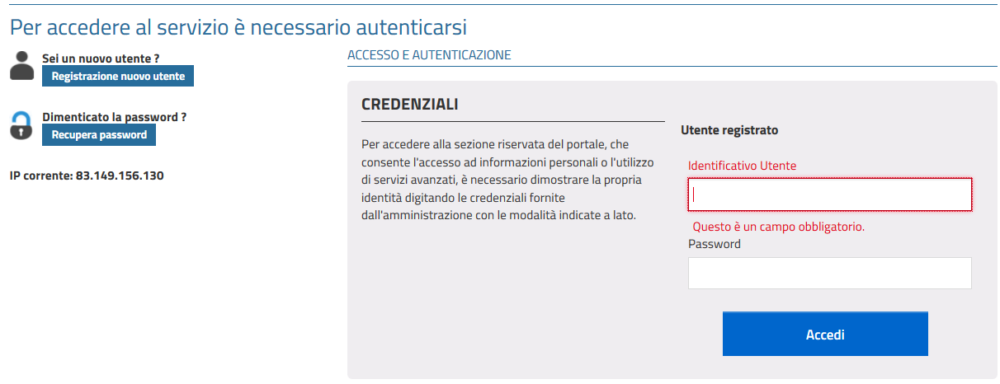 Per accedere al servizio è necessario autenticarsi
Sei un nuovo utente ?
Registrazione nuovo utente
Dimenticato la password ?
Recupera password
IP corrente: 83.149.156.130
ACCESSO E AUTENTICAZIONE
CREDENZIALI
Per accedere alla sezione riservata del portale, che
consente l'accesso ad informazioni personali o l'utilizzo
di servizi avanzati, è necessario dimostrare la propria
identità digitando le credenziali fornite
dall'amministrazione con le modalità indicate a lato.
Utente registrato
Identificativo Utente
Questo è un campo obbligatorio.
Password
Accedi